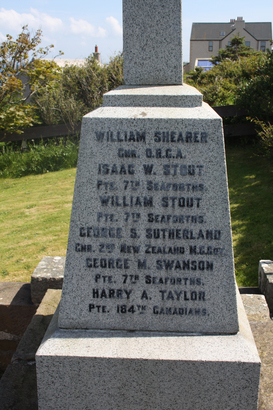 WILLIAM SHEARER
GNR. O.R.G.A.
ISAAC W. STOUT
PTE. 7TH SEAFORTHS.
WILLIAM STOUT
PTE. 7TH SEAFORTHS.
GEORGE S. SUTHERLAND
GNR. 2ND NEW ZEALAND M.G.COY.
GEORGE M. SWANSON
PTE. 7TH SEAFORTHS.
HARRY A. TAYLOR
PTE. 184TH CANADIANS.